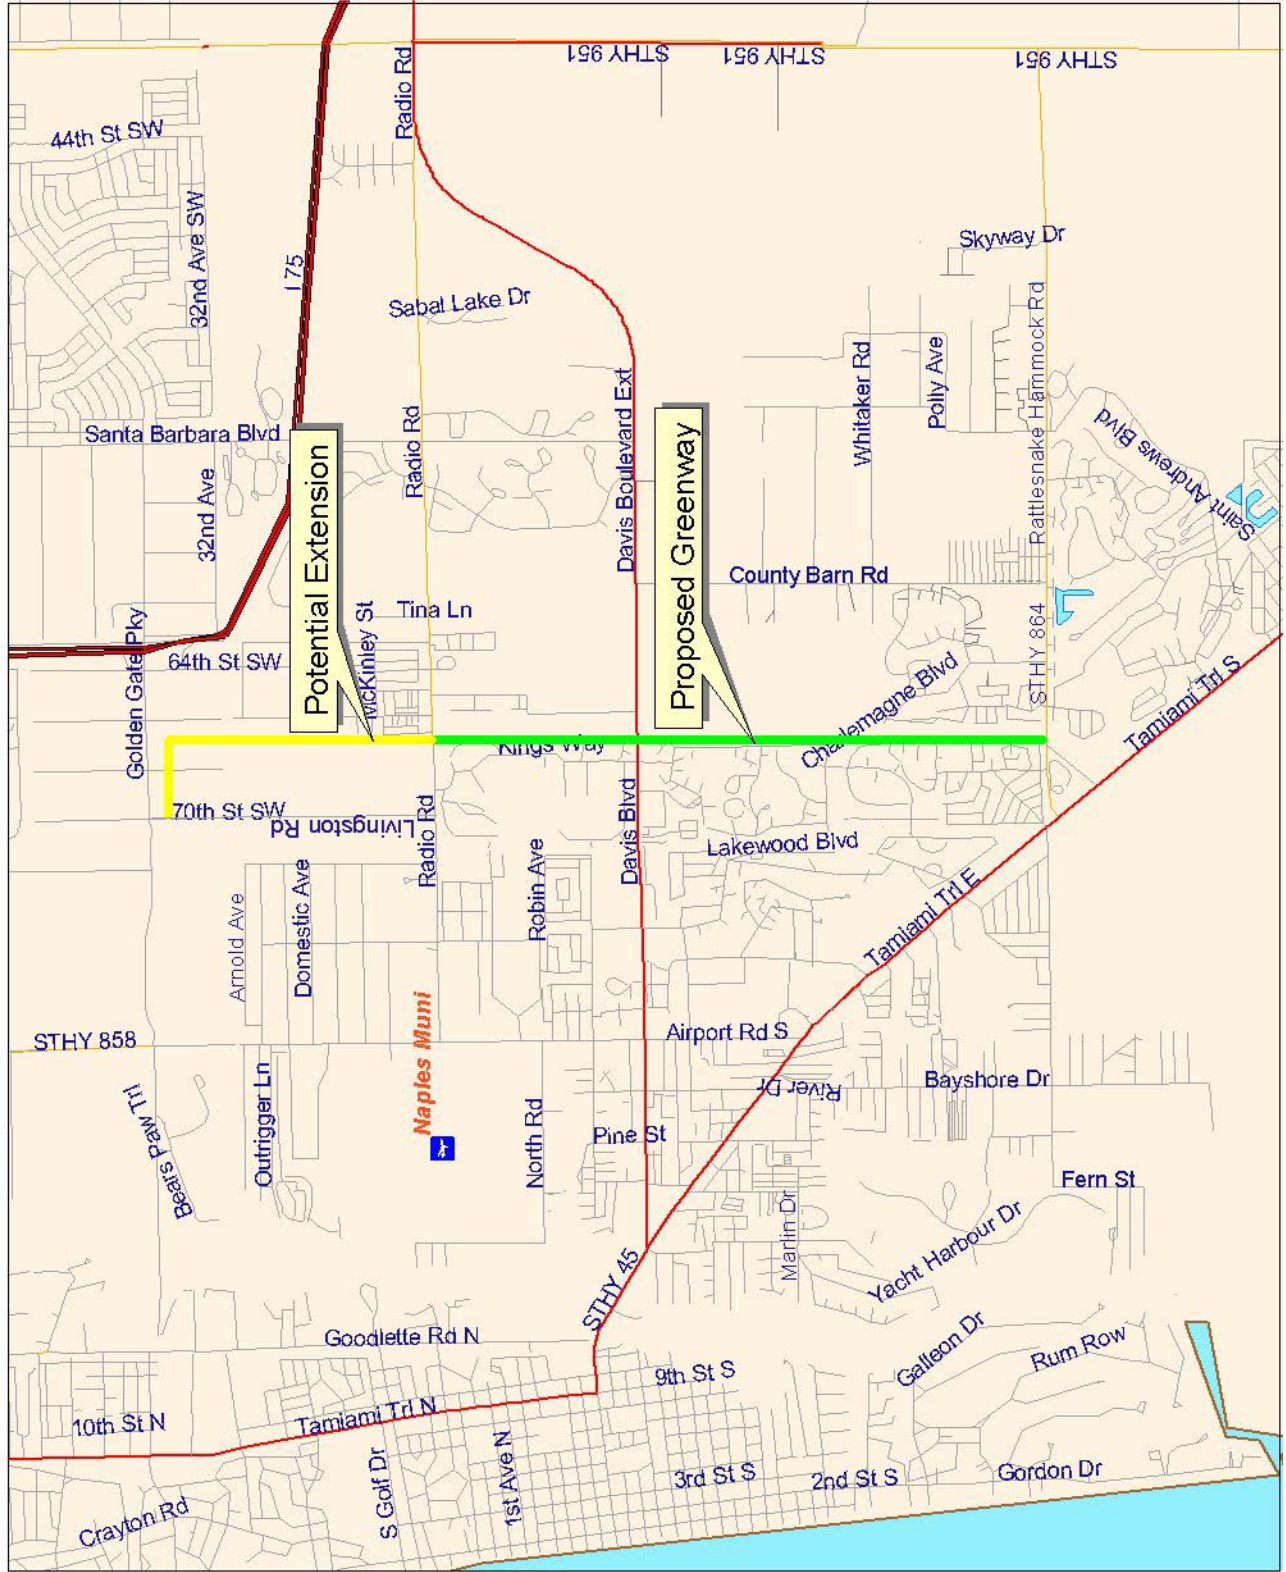 STHY 951
STHY 951
STHY 951
Radio Rd
44th St SW
32nd Ave SW
I 75
Skyway Dr
Sabal Lake Dr
Rattlesnake Hammock Rd
Whitaker Rd
Polly Ave
Santa Barbara Blvd
Radio Rd
Davis Boulevard Ext
Saint Andrews Blvd
32nd Ave
Potential Extension
Proposed Greenway
County Barn Rd
Tina Ln
McKinley St
Golden Gate Pky
64th St SW
STHY 864
Charlemagne Blvd
Tamiami Trl S
Kings Way
70th St SW
Livingston Rd
Radio Rd
Davis Blvd
Lakewood Blvd
Robin Ave
Arnold Ave
Domestic Ave
Tamiami Trl E
Naples Muni
STHY 858
Airport Rd S
River Dr
Bayshore Dr
Bears Paw Trl
Outrigger Ln
North Rd
Pine St
Fern St
Marlin Dr
Yacht Harbour Dr
STHY 45
Goodlette Rd N
Galleon Dr
Rum Row
9th St S
10th St N
Tamiami Trl N
S Golf Dr
1st Ave N
3rd St S
2nd St S
Gordon Dr
Crayton Rd